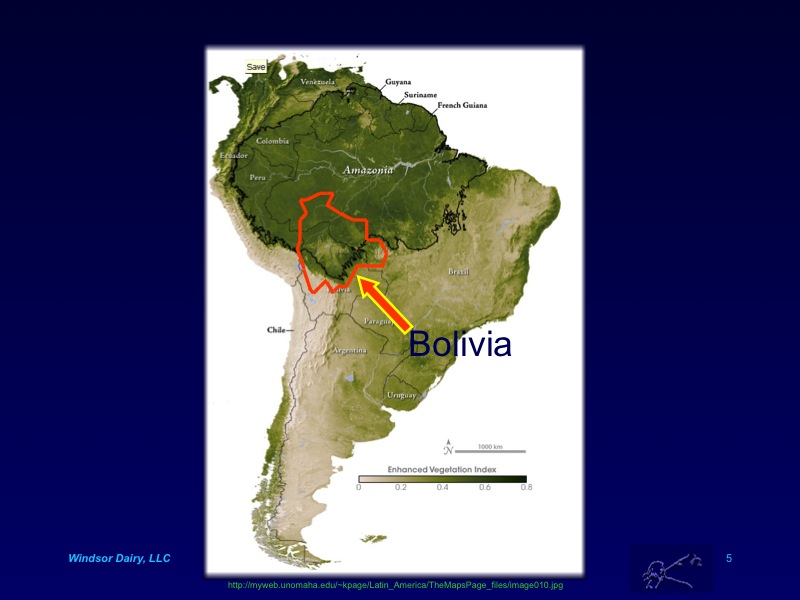 Save
Venezuela
Guyana
Suriname
French Guiana
Colombia
Ecuador
Amazonia
Peru
Brazil
Chile
Paraguay
Bolivia
Argentina
Uruguay
N
1000 km
Enhanced Vegetation Index
0 0.2 0.4 0.6 0.8
Windsor Dairy, LLC
5
http://myweb.unomaha.edu/~kpage/Latin_America/TheMapsPage_files/image010.jpg